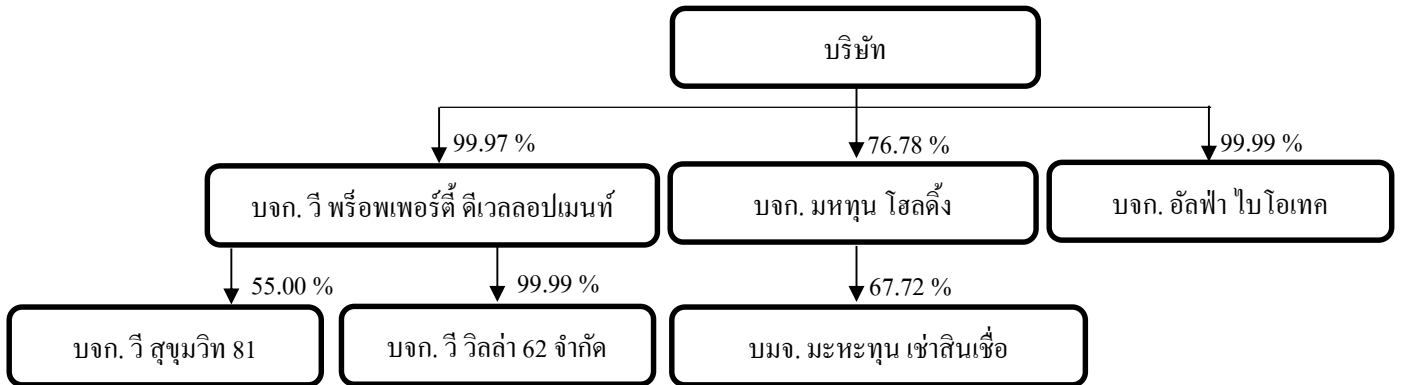 บริษัท
99.97 %
76.78 %
99.99 %
บจก. วี พร็อพเพอร์ตี้ ดีเวลลอปเมนท์
บจก. มหทุน โฮลดิ้ง
บจก. อัลฟ่า ไบโอเทค
55.00 %
99.99 %
67.72 %
บจก. วี สุขุมวิท 81
บจก. วี วิลล่า 62 จำกัด
บมจ. มะหะทุน เช่าสินเชื่อ